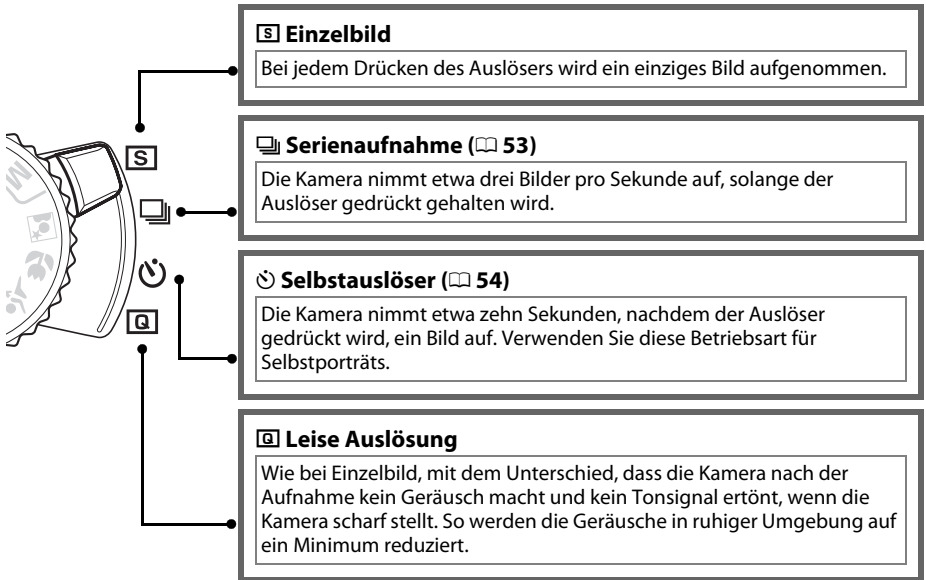 S Einzelbild
Bei jedem Drücken des Auslösers wird ein einziges Bild aufgenommen.
Serienaufnahme (53)
Die Kamera nimmt etwa drei Bilder pro Sekunde auf, solange der
Auslöser gedrückt gehalten wird.
Selbstauslöser (54)
Die Kamera nimmt etwa zehn Sekunden, nachdem der Auslöser
gedrückt wird, ein Bild auf. Verwenden Sie diese Betriebsart für
Selbstporträts.
Q Leise Auslösung
Wie bei Einzelbild, mit dem Unterschied, dass die Kamera nach der
Aufnahme kein Geräusch macht und kein Tonsignal ertönt, wenn die
Kamera scharf stellt. So werden die Geräusche in ruhiger Umgebung auf
ein Minimum reduziert.
M
S
Q